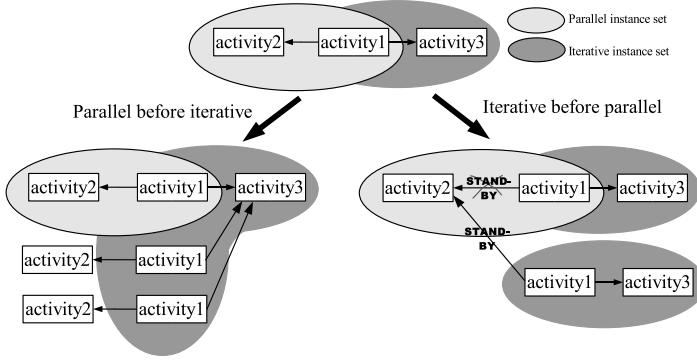 Parallel instance set
activity2 activity1 activity3
Iterative instance set
Parallel before iterative
Iterative before parallel
activity2 activity1 activity3
activity2 STAND-BY activity1 activity3
STAND-
BY
activity2 activity1
activity1 activity3
activity2 activity1